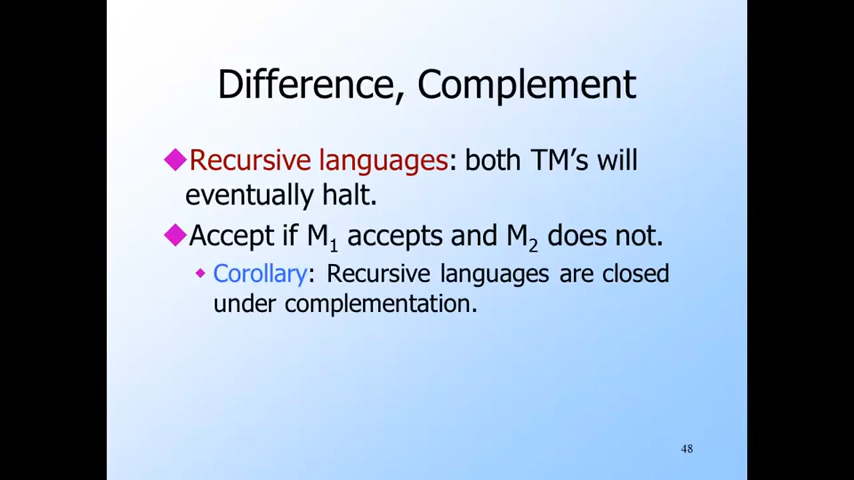 Difference, Complement
Recursive languages: both TM's will
eventually halt.
Accept if M1 accepts and M2 does not.
Corollary: Recursive languages are closed
under complementation.
48